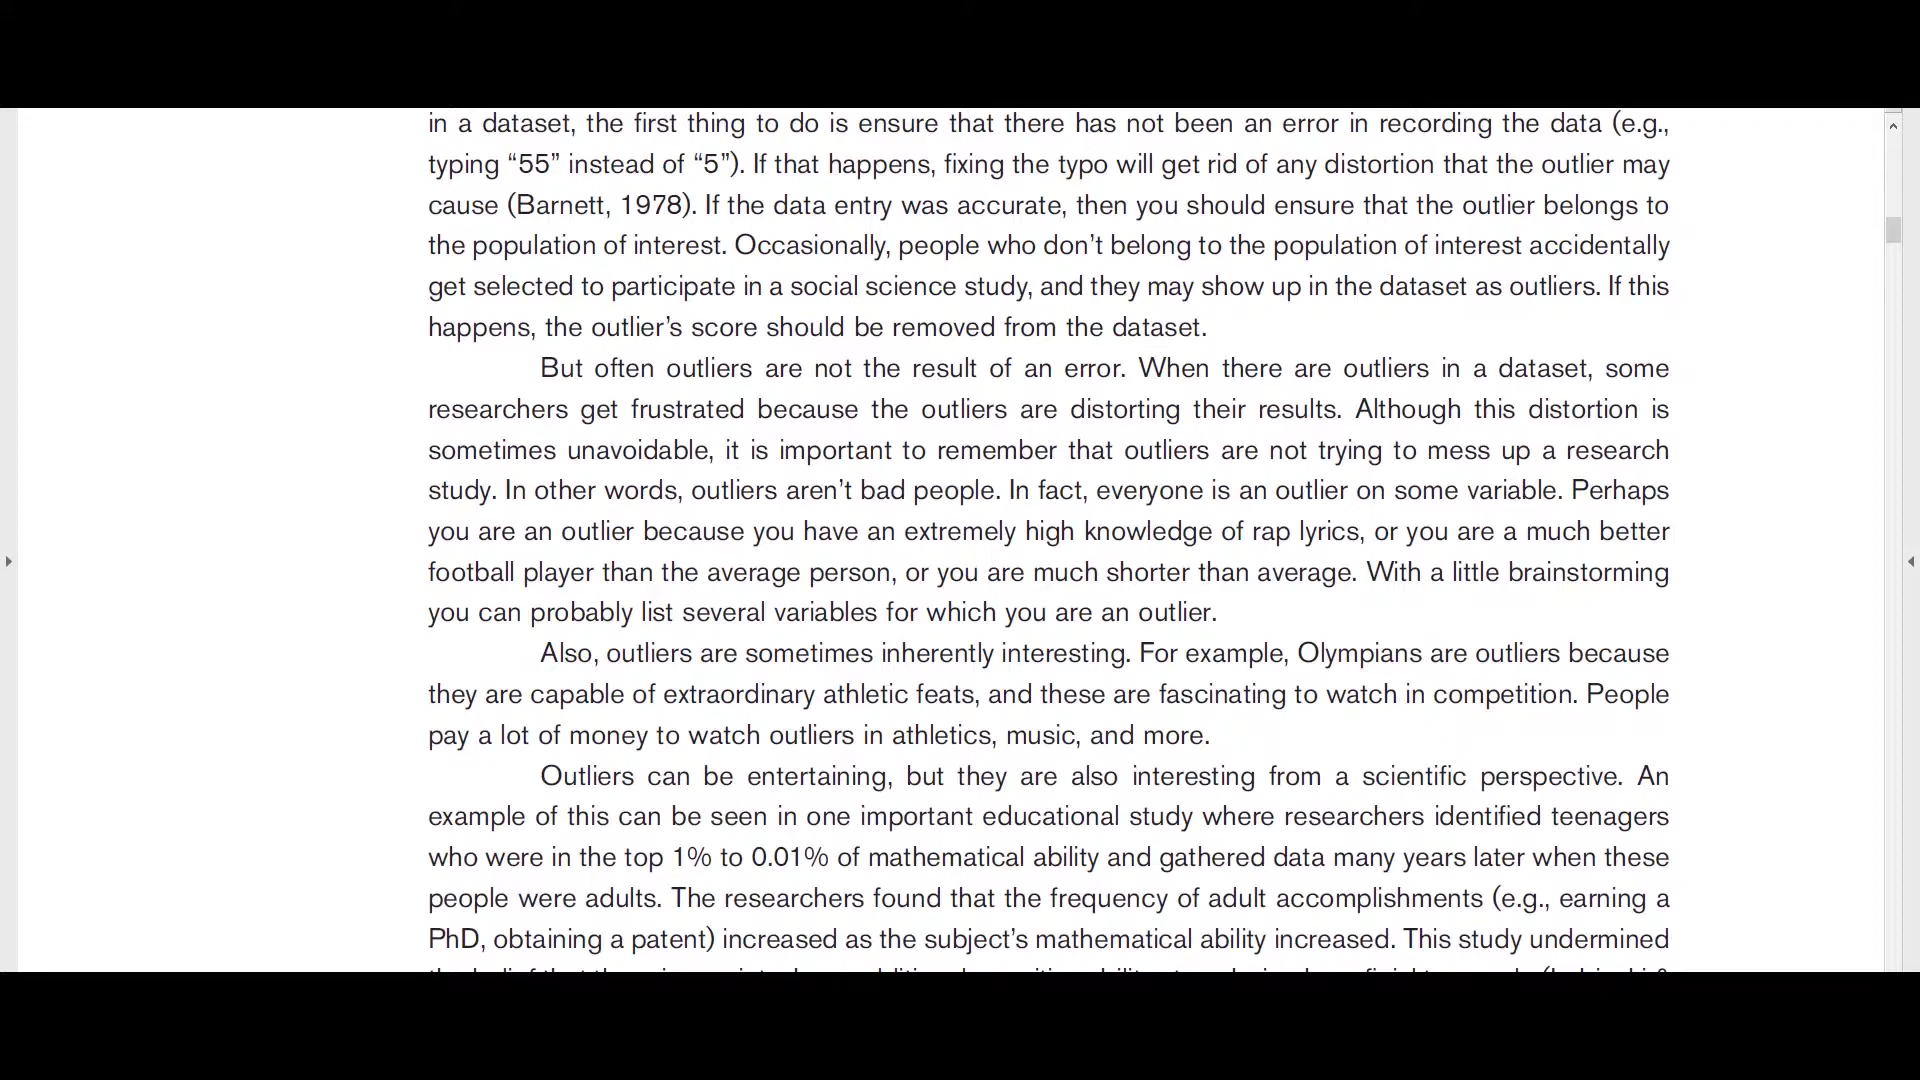 in a dataset, the first thing to do is ensure that there has not been an error in recording the data (e.g.,
typing “55” instead of “5”). If that happens, fixing the typo will get rid of any distortion that the outlier may
cause (Barnett, 1978). If the data entry was accurate, then you should ensure that the outlier belongs to
the population of interest. Occasionally, people who don’t belong to the population of interest accidentally
get selected to participate in a social science study, and they may show up in the dataset as outliers. If this
happens, the outlier’s score should be removed from the dataset.
But often outliers are not the result of an error. When there are outliers in a dataset, some
researchers get frustrated because the outliers are distorting their results. Although this distortion is
sometimes unavoidable, it is important to remember that outliers are not trying to mess up a research
study. In other words, outliers aren’t bad people. In fact, everyone is an outlier on some variable. Perhaps
you are an outlier because you have an extremely high knowledge of rap lyrics, or you are a much better
football player than the average person, or you are much shorter than average. With a little brainstorming
you can probably list several variables for which you are an outlier.
Also, outliers are sometimes inherently interesting. For example, Olympians are outliers because
they are capable of extraordinary athletic feats, and these are fascinating to watch in competition. People
pay a lot of money to watch outliers in athletics, music, and more.
Outliers can be entertaining, but they are also interesting from a scientific perspective. An
example of this can be seen in one important educational study where researchers identified teenagers
who were in the top 1% to 0.01% of mathematical ability and gathered data many years later when these
people were adults. The researchers found that the frequency of adult accomplishments (e.g., earning a
PhD, obtaining a patent) increased as the subject’s mathematical ability increased. This study undermined